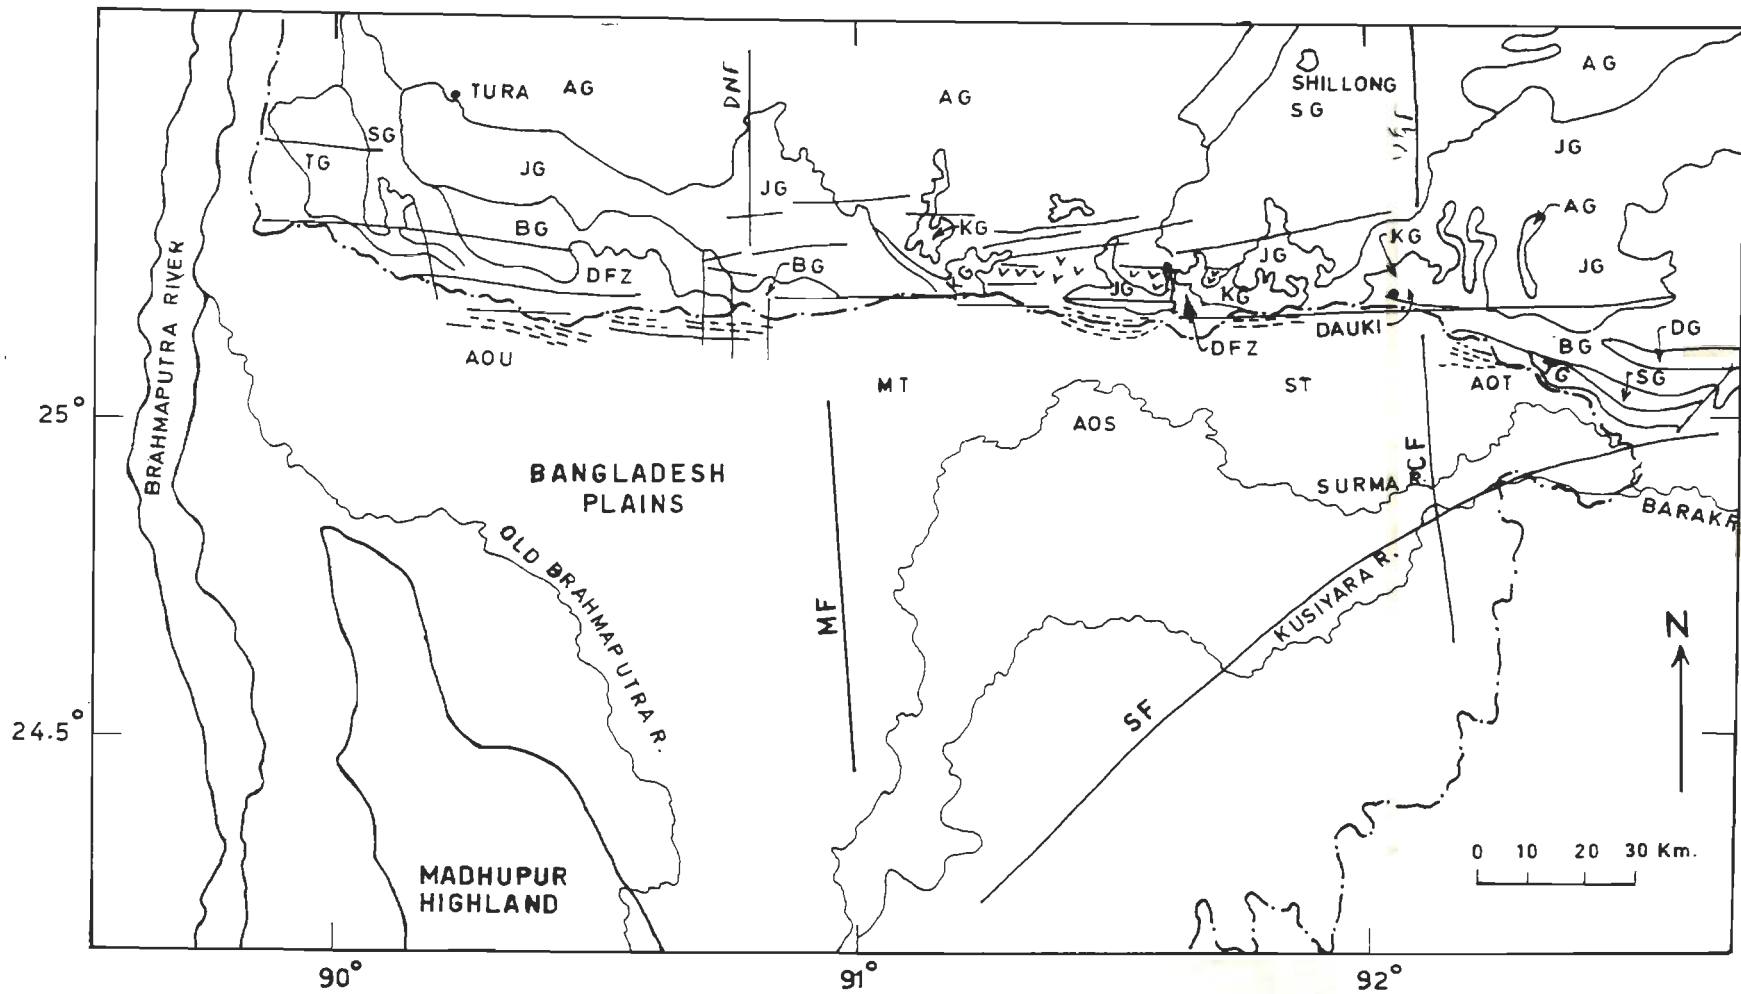 DNF
TURA
AG
AG
SHILLONG
SG
AG
SG
TG
JG
JG
JG
AG
BG
KG
KG
JG
JG
DFZ
BG
G
JG
KG
DAUKI
DFZ
DG
BG
G
SG
AOU
MT
ST
AOT
25°
AOS
BRAHMAPUTRA RIVER
BANGLADESH
PLAINS
SURMA R.
CF
BARAK R
OLD BRAHMAPUTRA R.
MF
KUSIYARA R.
N
SF
24.5°
0 10 20 30 Km.
MADHUPUR
HIGHLAND
90°
91°
92°